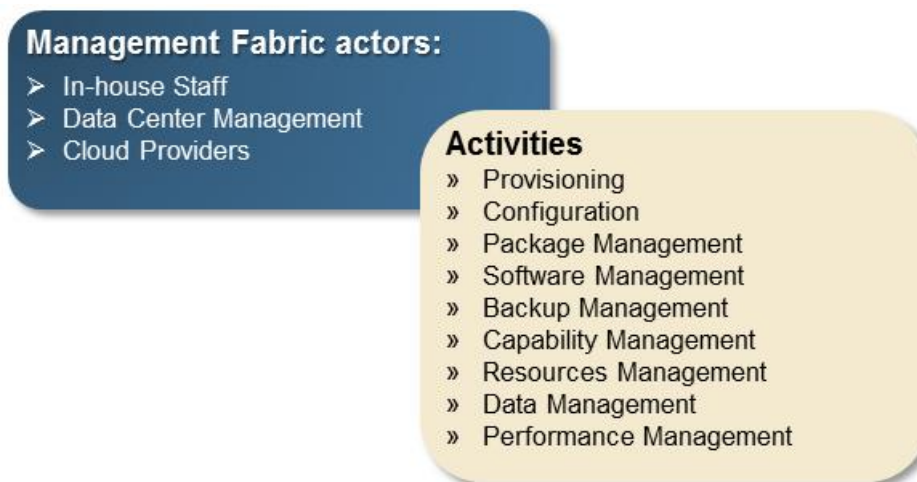 Management Fabric actors:
➢ In-house Staff
➢ Data Center Management
➢ Cloud Providers
Activities
» Provisioning
» Configuration
» Package Management
» Software Management
» Backup Management
» Capability Management
» Resources Management
» Data Management
» Performance Management